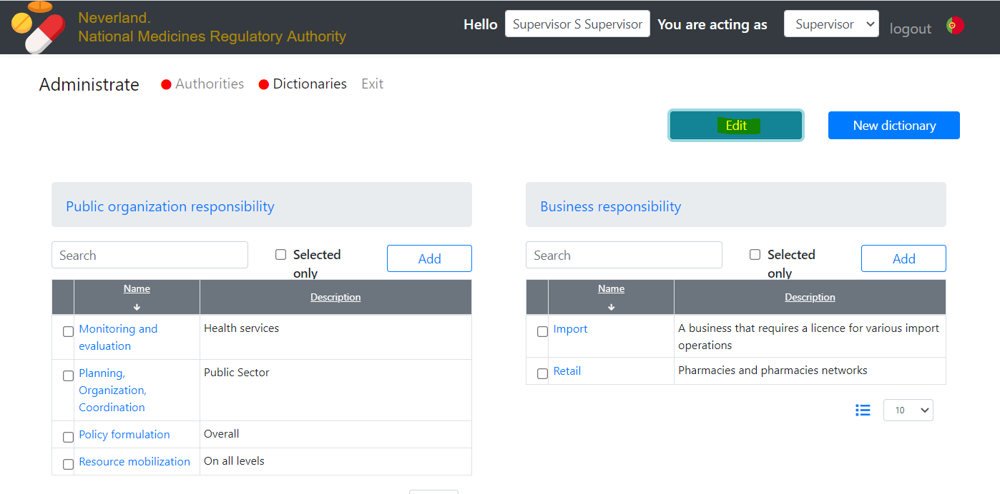 Neverland.
National Medicines Regulatory Authority
Hello Supervisor S Supervisor You are acting as Supervisor logout
Administrate Authorities Dictionaries Exit
Edit New dictionary
Public organization responsibility
Search Selected only Add
Name Description
Monitoring and evaluation Health services
Planning, Organization, Coordination Public Sector
Policy formulation Overall
Resource mobilization On all levels
Business responsibility
Search Selected only Add
Name Description
Import A business that requires a licence for various import operations
Retail Pharmacies and pharmacies networks
10